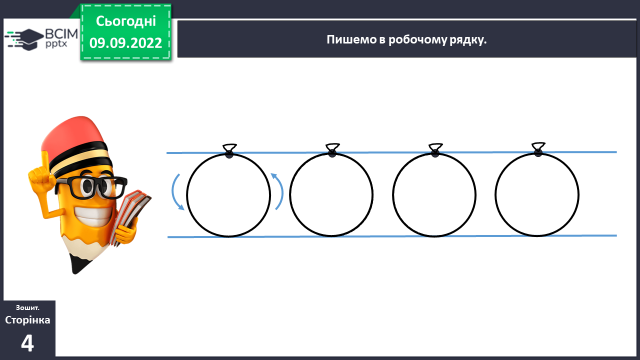 Сьогодні
09.09.2022
ВСІМ
pptx
Пишемо в робочому рядку.
Зошит.
Сторінка
4